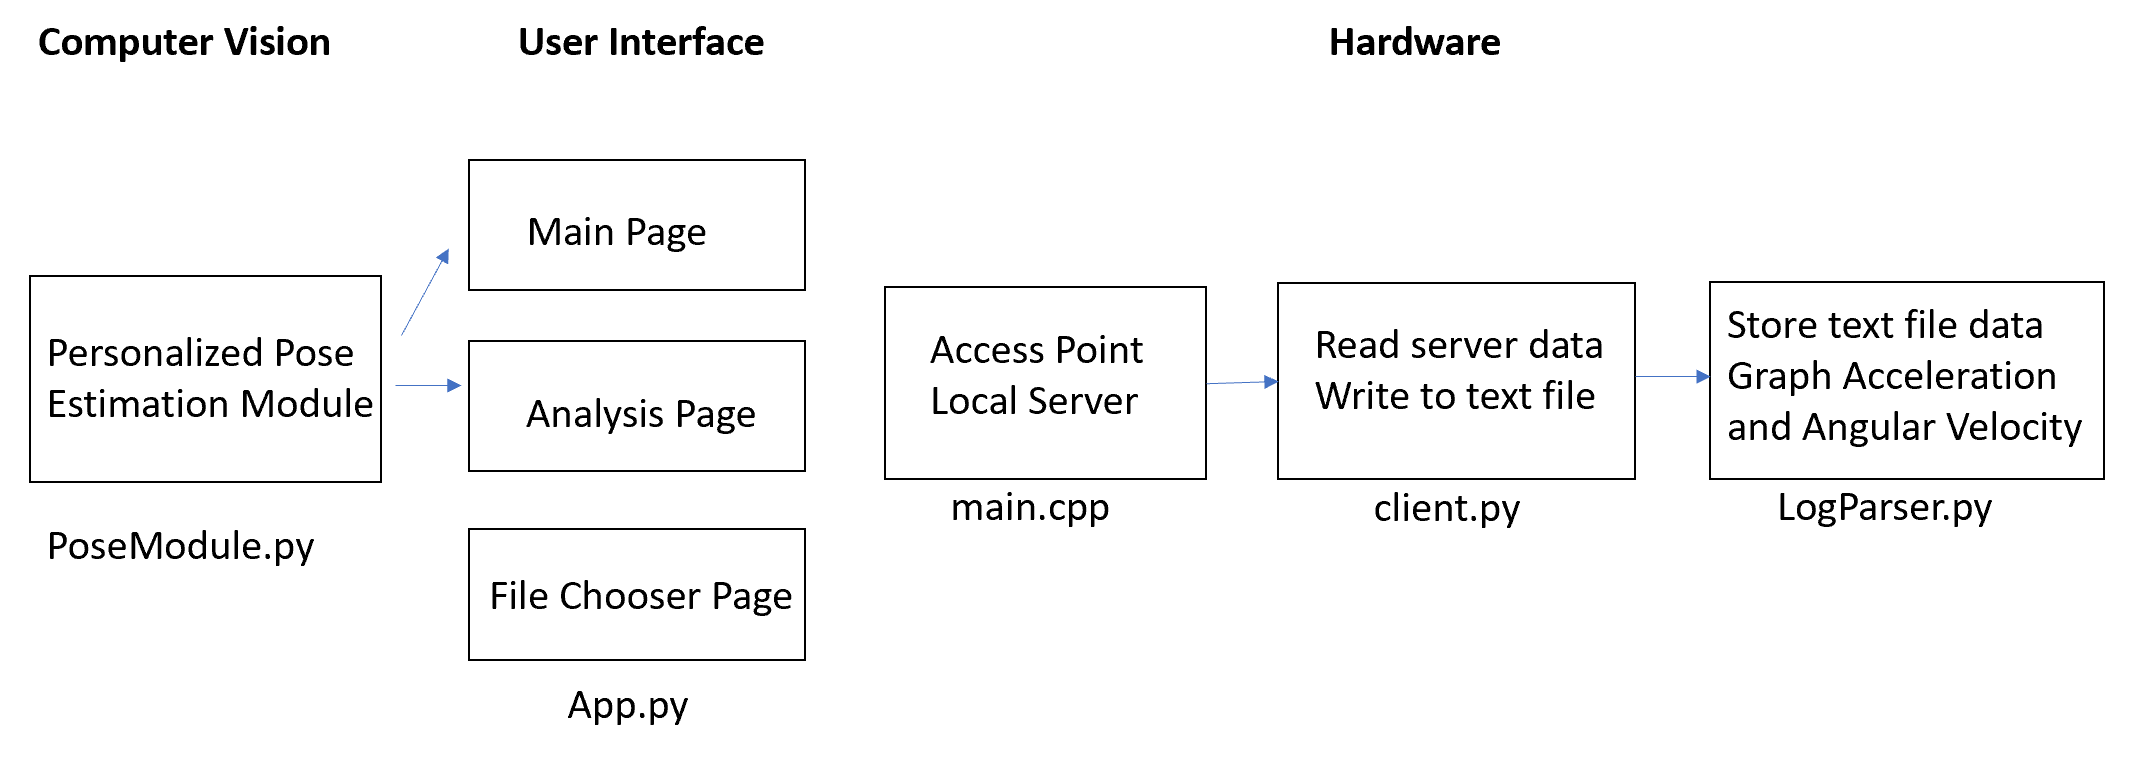 Computer Vision
User Interface
Hardware
Main Page
Personalized Pose
Estimation Module
PoseModule.py
Analysis Page
File Chooser Page
App.py
Access Point
Local Server
main.cpp
Read server data
Write to text file
client.py
Store text file data
Graph Acceleration
and Angular Velocity
LogParser.py